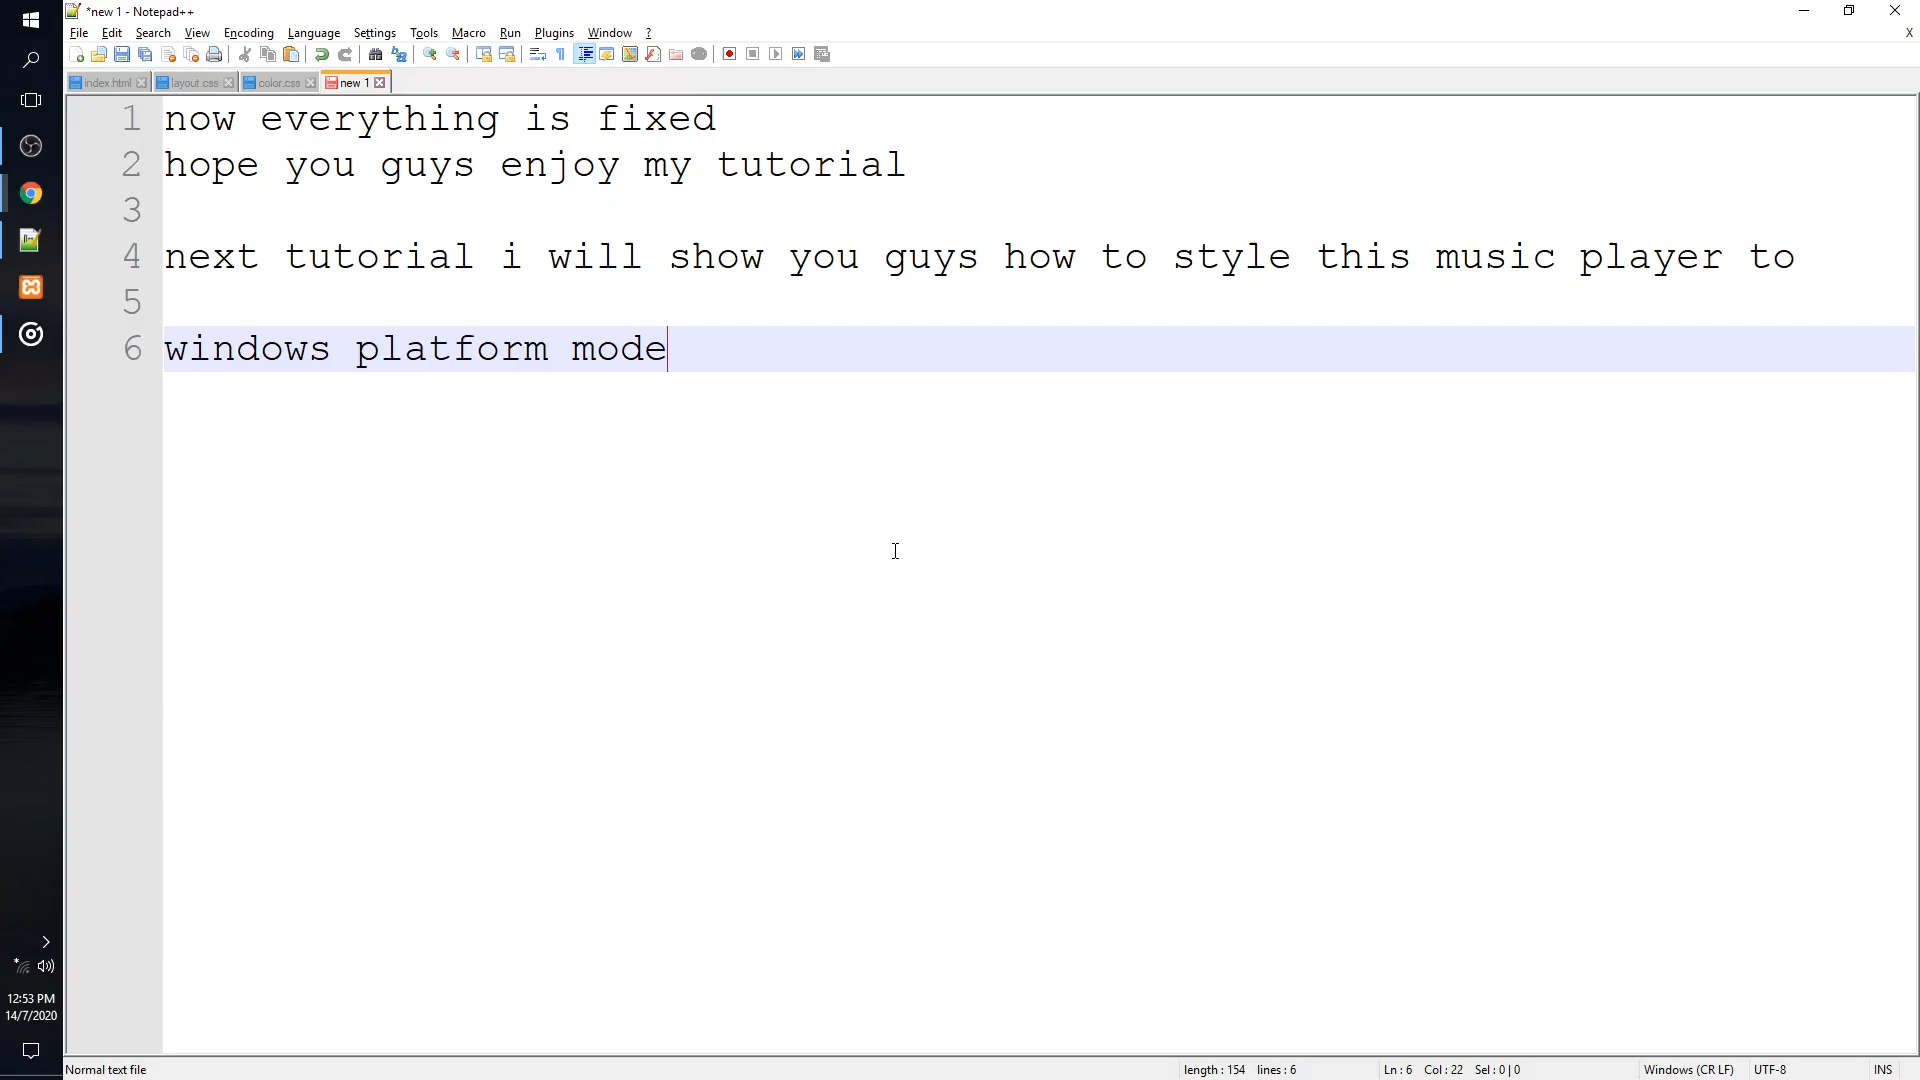 *new 1 - Notepad++
File Edit Search View Encoding Language Settings Tools Macro Run Plugins Window ? X
index.html layout.css color.css new 1
1 now everything is fixed
2 hope you guys enjoy my tutorial
3
4 next tutorial i will show you guys how to style this music player to
5
6 windows platform mode
12:53 PM
14/7/2020
Normal text file length : 154 lines : 6 Ln : 6 Col : 22 Sel : 0 | 0 Windows (CR LF) UTF-8 INS